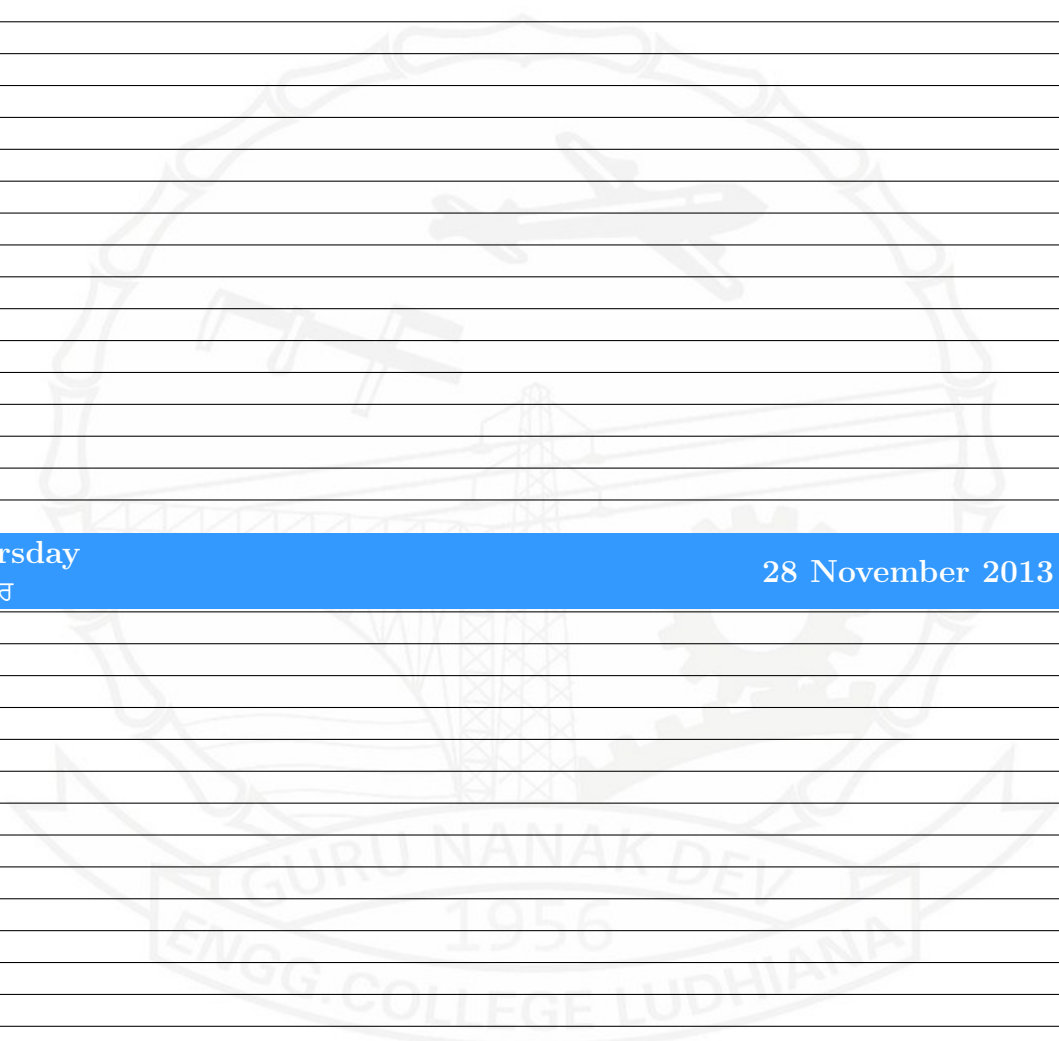 rsday
ਰ
28 November 2013
GURU NANAK DEV
1956
ENGG. COLLEGE LUDHIANA